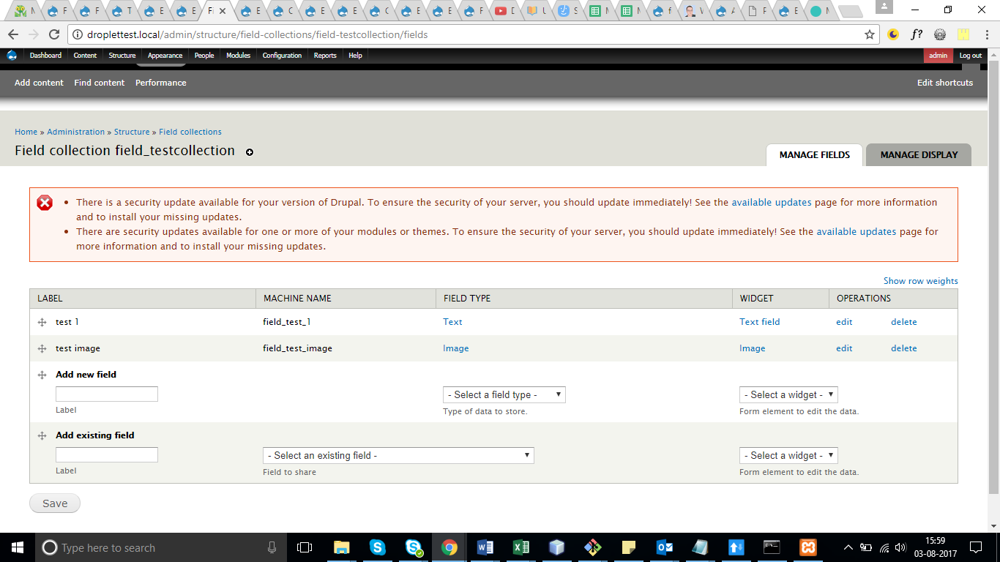 droplettest.local/admin/structure/field-collections/field-testcollection/fields
f?
Dashboard Content Structure Appearance People Modules Configuration Reports Help admin Log out
Add content Find content Performance Edit shortcuts
Home » Administration » Structure » Field collections
Field collection field_testcollection
MANAGE FIELDS MANAGE DISPLAY
There is a security update available for your version of Drupal. To ensure the security of your server, you should update immediately! See the available updates page for more information
and to install your missing updates.
There are security updates available for one or more of your modules or themes. To ensure the security of your server, you should update immediately! See the available updates page for
more information and to install your missing updates.
Show row weights
LABEL MACHINE NAME FIELD TYPE WIDGET OPERATIONS
test 1 field_test_1 Text Text field edit delete
test image field_test_image Image Image edit delete
Add new field
- Select a field type - - Select a widget -
Label Type of data to store. Form element to edit the data.
Add existing field
- Select an existing field - - Select a widget -
Label Field to share Form element to edit the data.
Save
Type here to search
15:59
03-08-2017